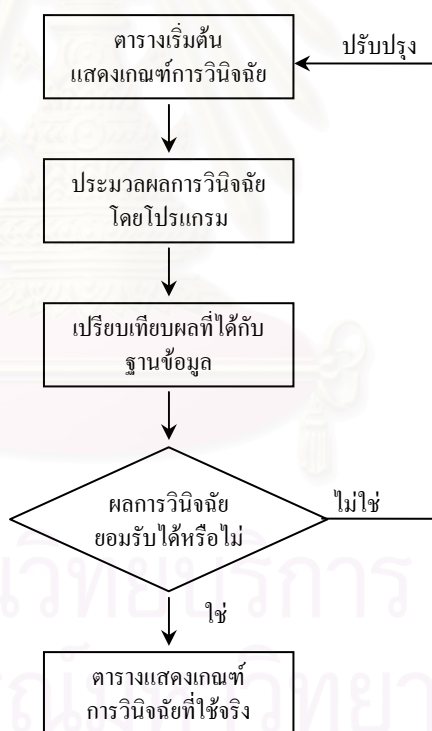 ตารางเริ่มต้น
แสดงเกณฑ์การวินิจฉัย
ปรับปรุง
ประมวลผลการวินิจฉัย
โดยโปรแกรม
เปรียบเทียบผลที่ได้กับ
ฐานข้อมูล
ผลการวินิจฉัย
ยอมรับได้หรือไม่
ไม่ใช่
ใช่
ตารางแสดงเกณฑ์
การวินิจฉัยที่ใช้จริง